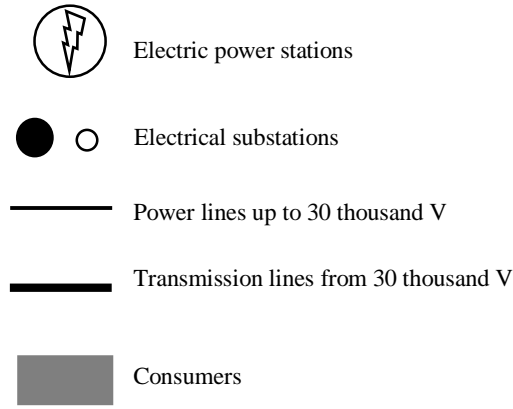 Electric power stations
Electrical substations
Power lines up to 30 thousand V
Transmission lines from 30 thousand V
Consumers